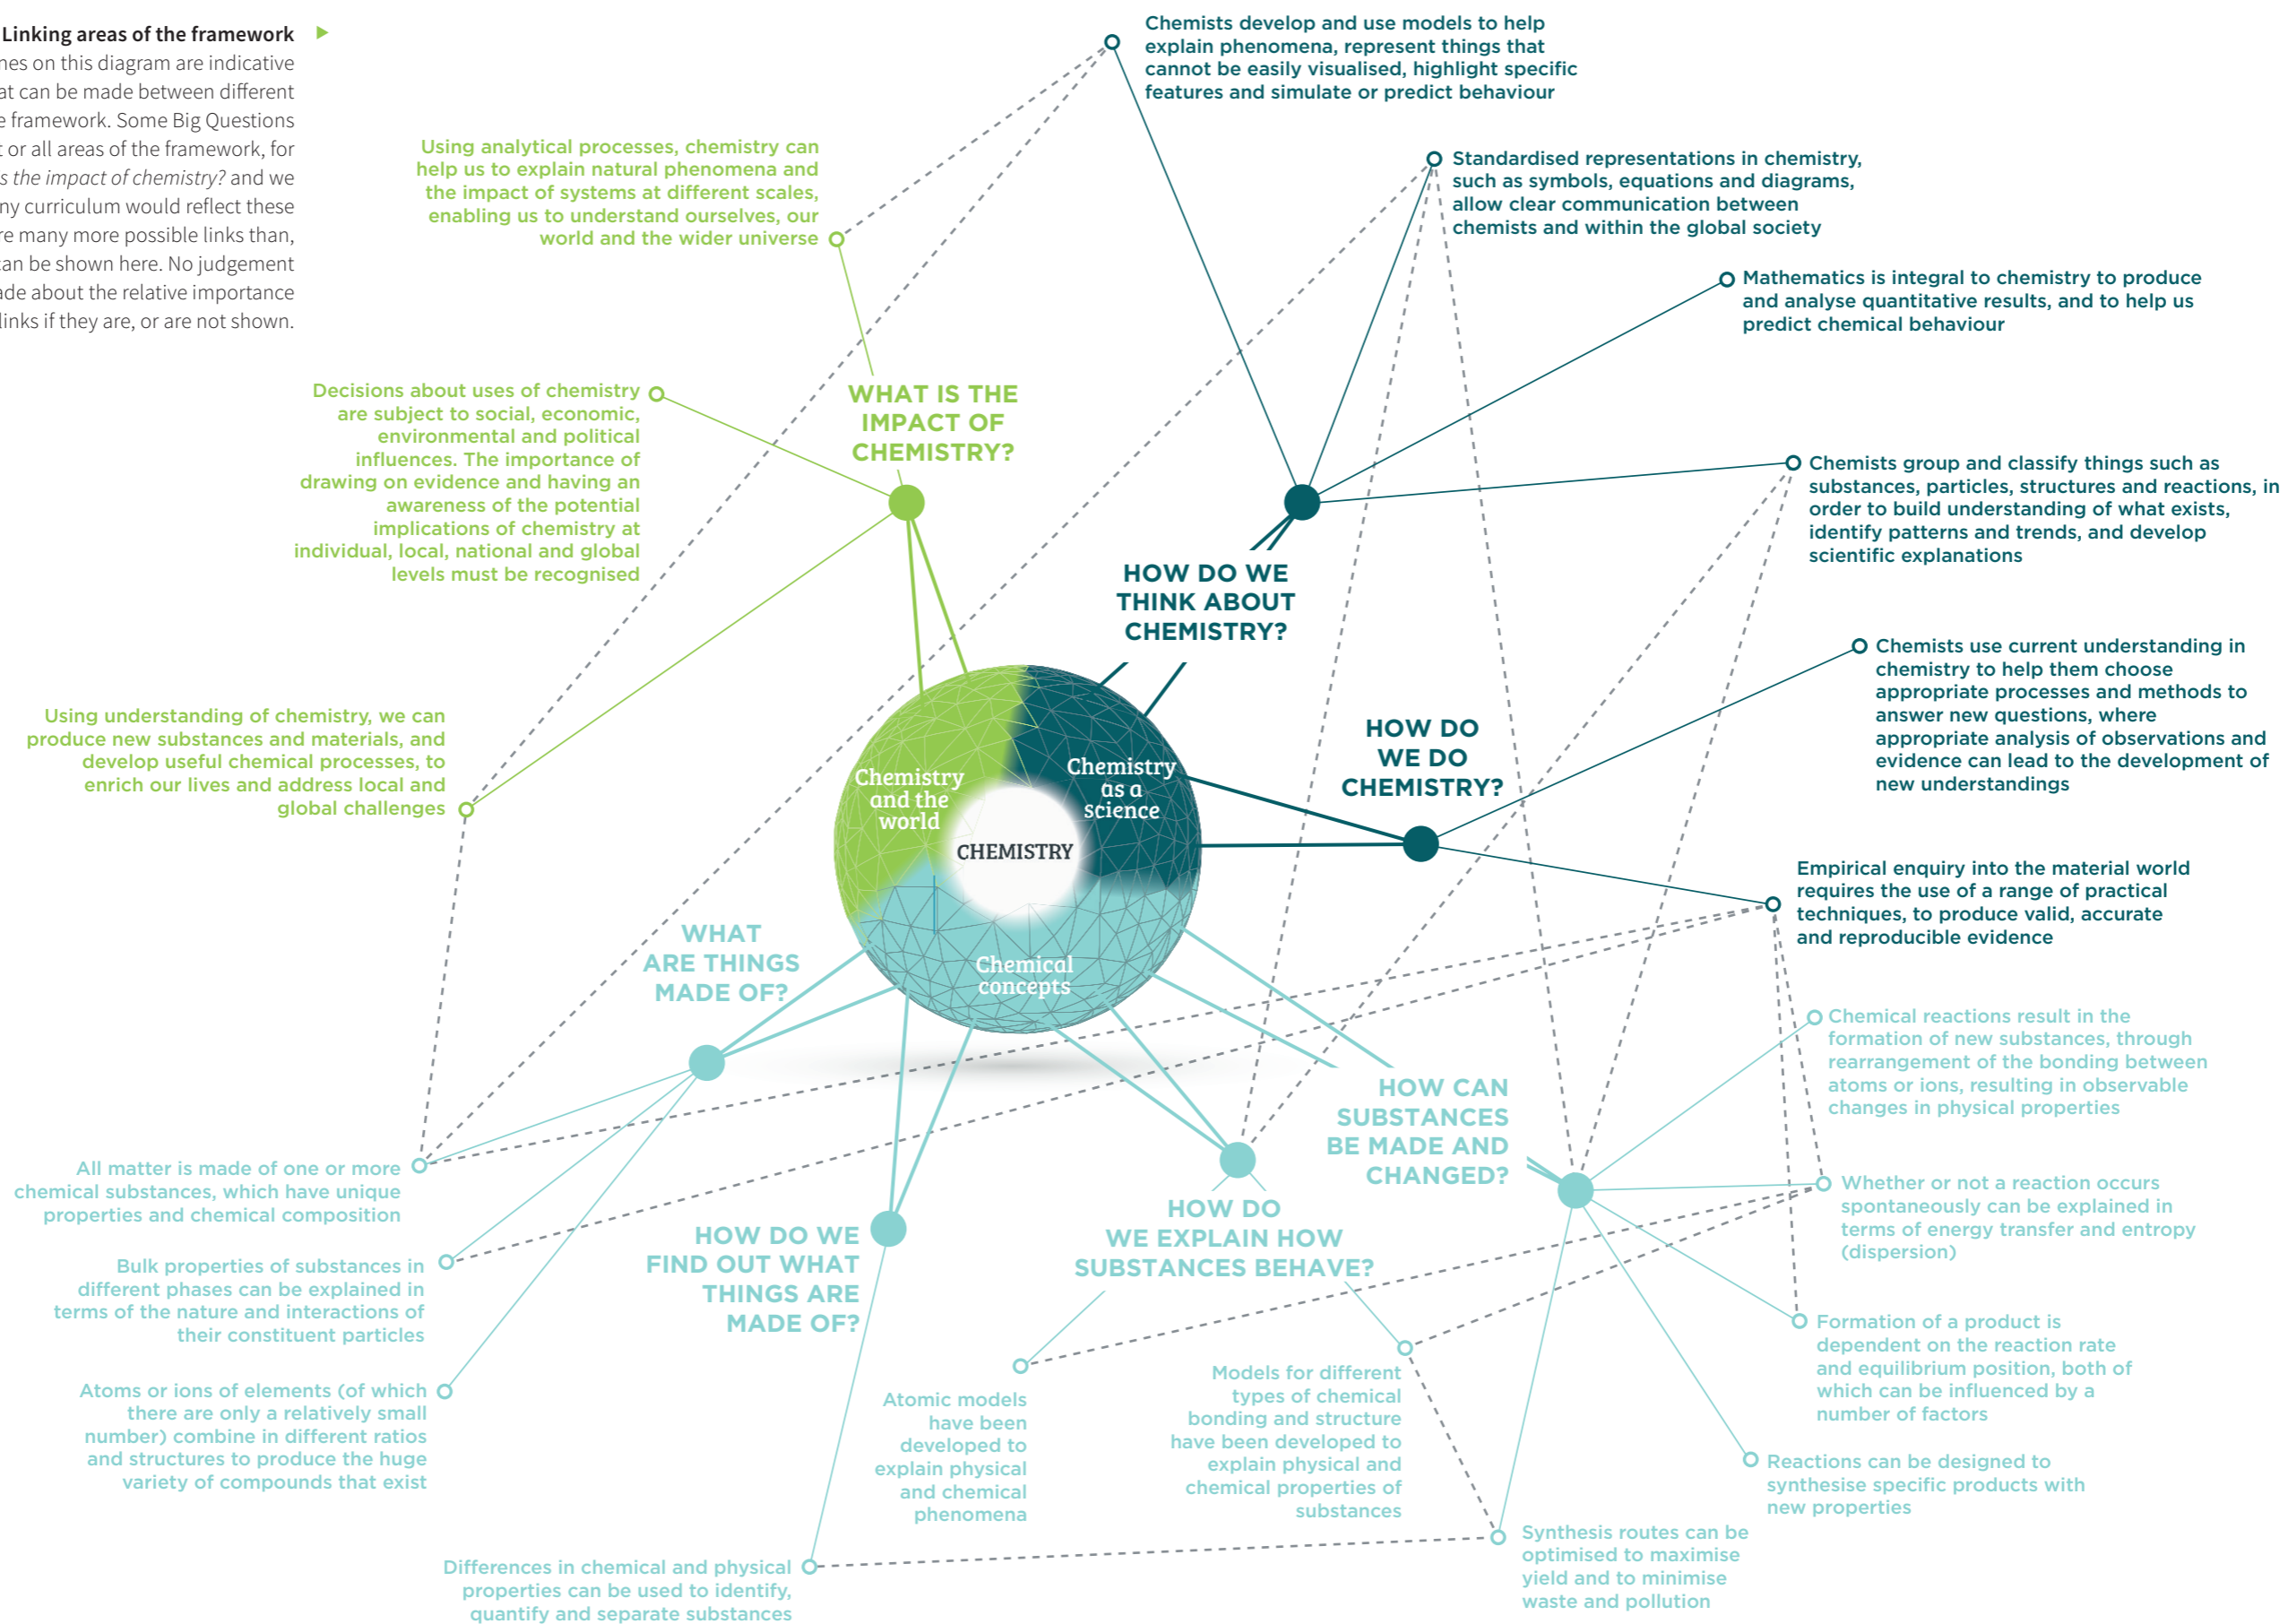 Linking areas of the framework
on this diagram are indicative
can be made between different
framework. Some Big Questions
or all areas of the framework, for
the impact of chemistry? and we
curriculum would reflect these
many more possible links than,
can be shown here. No judgement
about the relative importance
links if they are, or are not shown.
Chemists develop and use models to help
explain phenomena, represent things that
cannot be easily visualised, highlight specific
features and simulate or predict behaviour
Using analytical processes, chemistry can
help us to explain natural phenomena and
the impact of systems at different scales,
enabling us to understand ourselves, our
world and the wider universe
Standardised representations in chemistry,
such as symbols, equations and diagrams,
allow clear communication between
chemists and within the global society
Mathematics is integral to chemistry to produce
and analyse quantitative results, and to help us
predict chemical behaviour
Decisions about uses of chemistry
are subject to social, economic,
environmental and political
influences. The importance of
drawing on evidence and having an
awareness of the potential
implications of chemistry at
individual, local, national and global
levels must be recognised
WHAT IS THE
IMPACT OF
CHEMISTRY?
Chemists group and classify things such as
substances, particles, structures and reactions, in
order to build understanding of what exists,
identify patterns and trends, and develop
scientific explanations
HOW DO WE
THINK ABOUT
CHEMISTRY?
Chemists use current understanding in
chemistry to help them choose
appropriate processes and methods to
answer new questions, where
appropriate analysis of observations and
evidence can lead to the development of
new understandings
Using understanding of chemistry, we can
produce new substances and materials, and
develop useful chemical processes, to
enrich our lives and address local and
global challenges
HOW DO
WE DO
CHEMISTRY?
Chemistry
and the
world
Chemistry
as a
science
CHEMISTRY
Chemical
concepts
Empirical enquiry into the material world
requires the use of a range of practical
techniques, to produce valid, accurate
and reproducible evidence
WHAT
ARE THINGS
MADE OF?
Chemical reactions result in the
formation of new substances, through
rearrangement of the bonding between
atoms or ions, resulting in observable
changes in physical properties
HOW CAN
SUBSTANCES
BE MADE AND
CHANGED?
All matter is made of one or more
chemical substances, which have unique
properties and chemical composition
Whether or not a reaction occurs
spontaneously can be explained in
terms of energy transfer and entropy
(dispersion)
HOW DO WE
FIND OUT WHAT
THINGS ARE
MADE OF?
HOW DO
WE EXPLAIN HOW
SUBSTANCES BEHAVE?
Bulk properties of substances in
different phases can be explained in
terms of the nature and interactions of
their constituent particles
Formation of a product is
dependent on the reaction rate
and equilibrium position, both of
which can be influenced by a
number of factors
Atoms or ions of elements (of which
there are only a relatively small
number) combine in different ratios
and structures to produce the huge
variety of compounds that exist
Atomic models
have been
developed to
explain physical
and chemical
phenomena
Models for different
types of chemical
bonding and structure
have been developed to
explain physical and
chemical properties of
substances
Reactions can be designed to
synthesise specific products with
new properties
Synthesis routes can be
optimised to maximise
yield and to minimise
waste and pollution
Differences in chemical and physical
properties can be used to identify,
quantify and separate substances